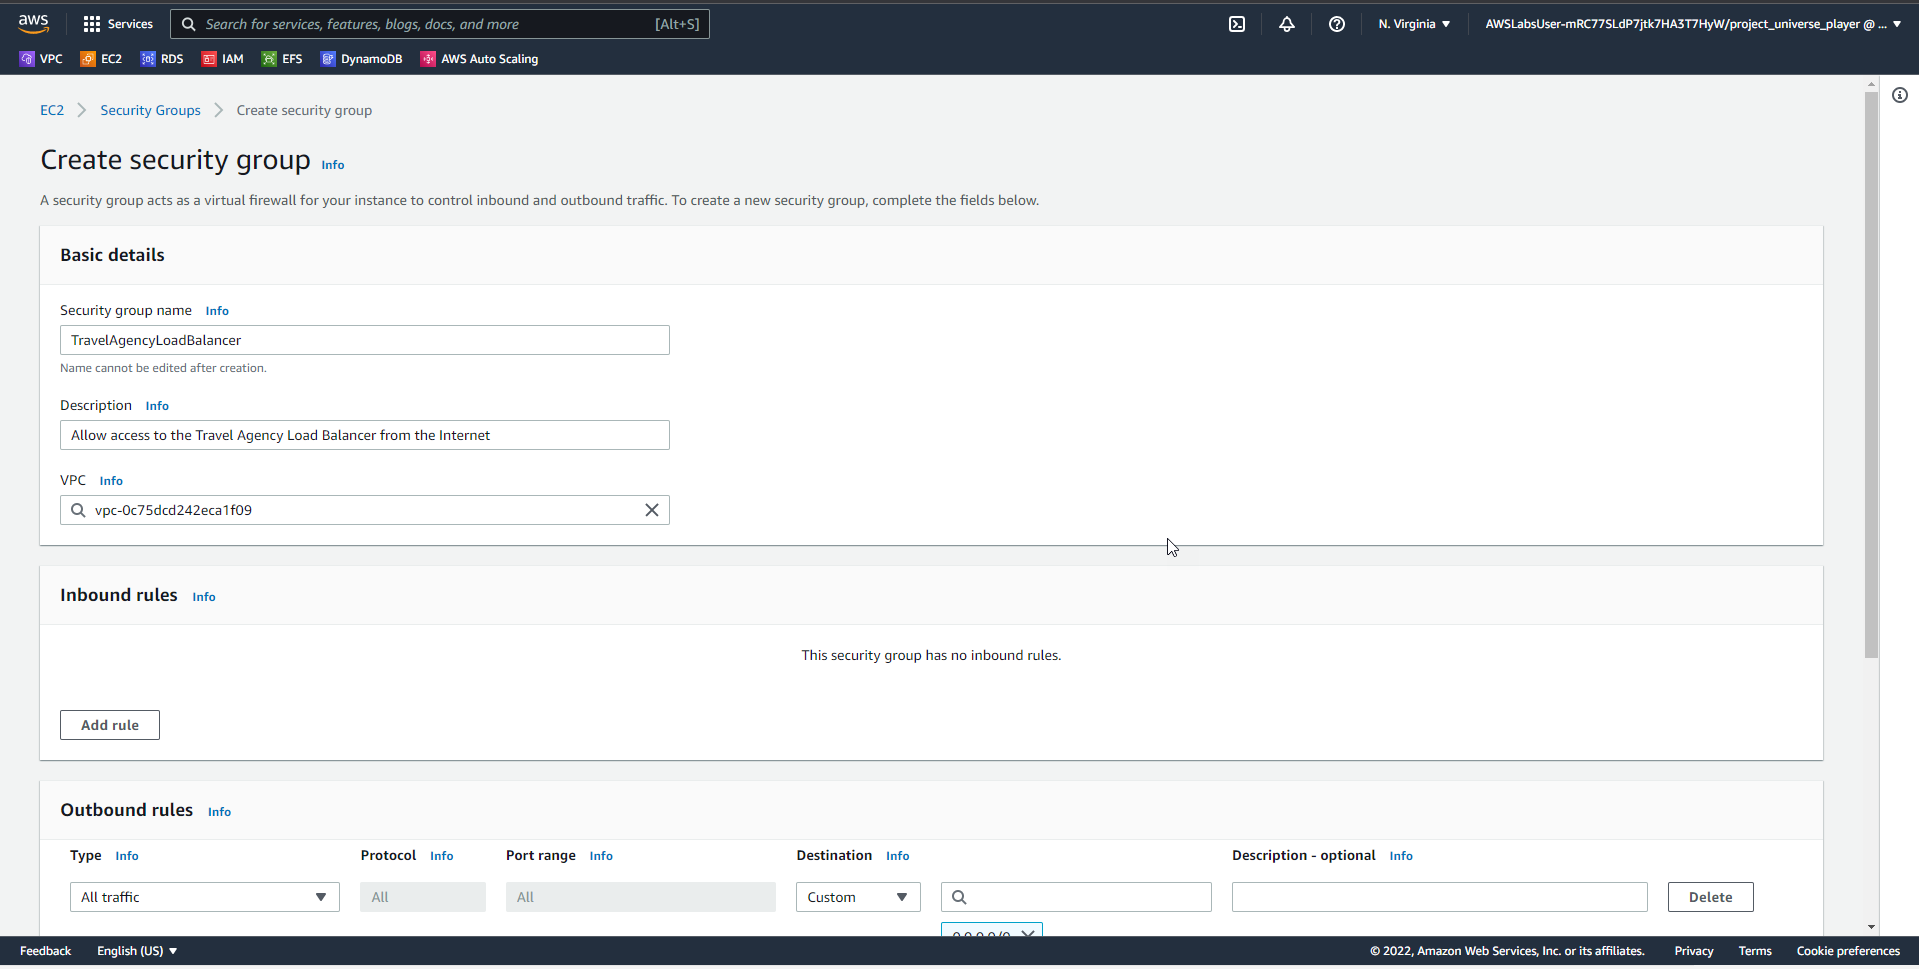 aws Services Search for services, features, blogs, docs, and more [Alt+S] N. Virginia AWSLabsUser-mRC77SLdP7jtk7HA3T7HyW/project_universe_player @ ...
VPC EC2 RDS IAM EFS DynamoDB AWS Auto Scaling
EC2 Security Groups Create security group
Create security group Info
A security group acts as a virtual firewall for your instance to control inbound and outbound traffic. To create a new security group, complete the fields below.
Basic details
Security group name Info
TravelAgencyLoadBalancer
Name cannot be edited after creation.
Description Info
Allow access to the Travel Agency Load Balancer from the Internet
VPC Info
vpc-0c75dcd242eca1f09
Inbound rules Info
This security group has no inbound rules.
Add rule
Outbound rules Info
Type Info Protocol Info Port range Info Destination Info Description - optional Info
All traffic All All Custom Delete
0.0.0.0/0
Feedback English (US) © 2022, Amazon Web Services, Inc. or its affiliates. Privacy Terms Cookie preferences